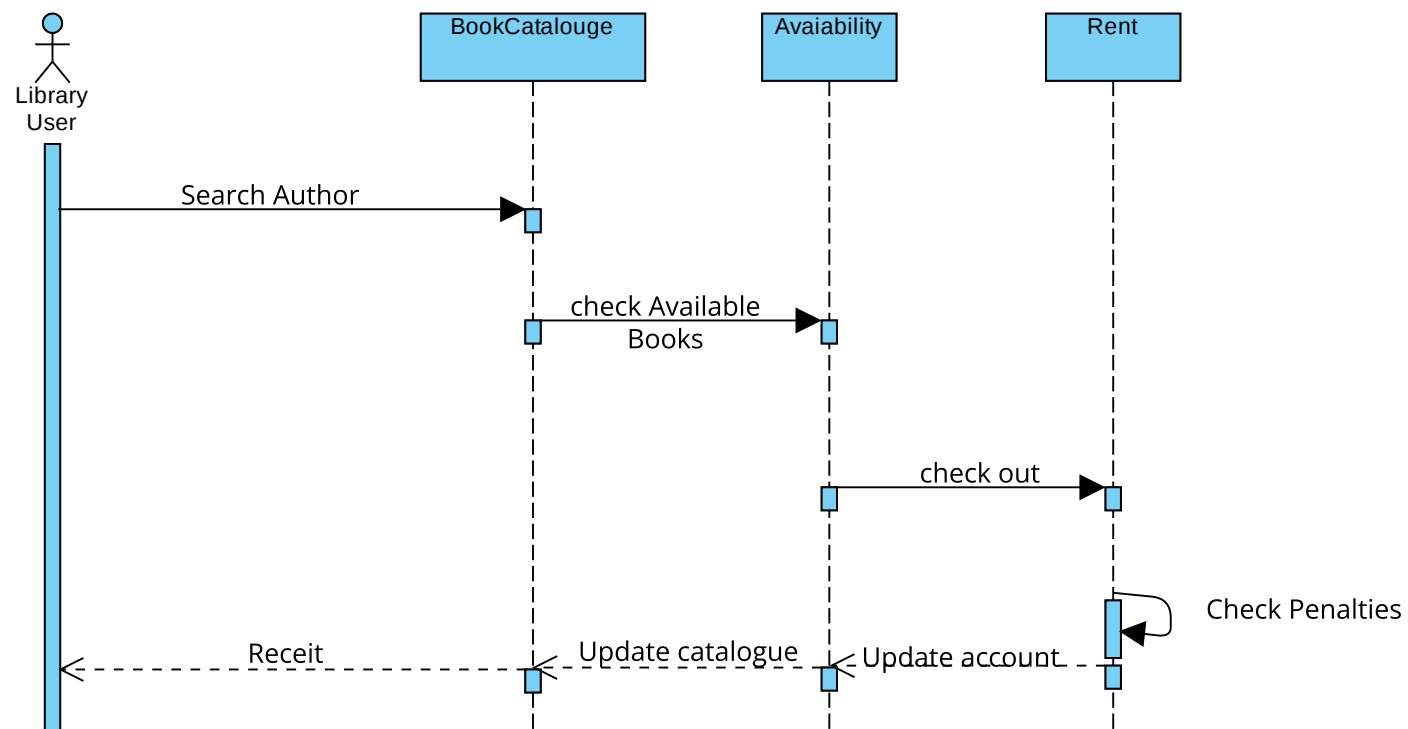 Library
User
BookCatalouge
Avaiability
Rent
Search Author
check Available
Books
check out
Check Penalties
Receit
Update catalogue
Update account